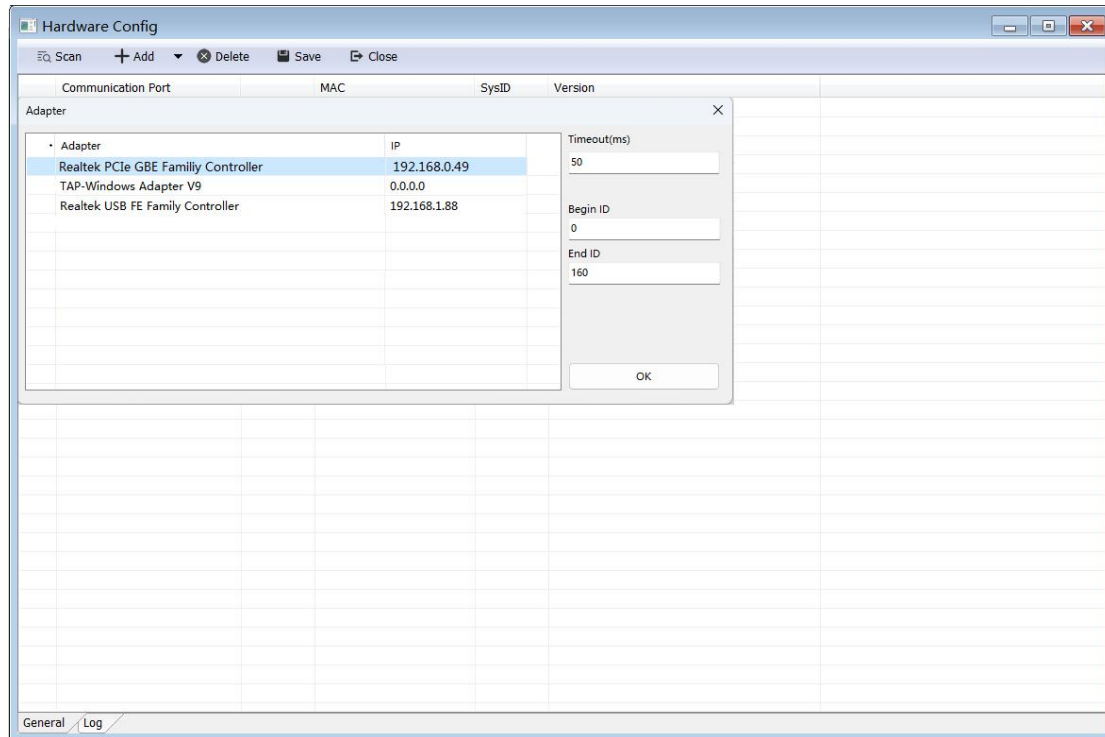 Hardware Config
Scan Add Delete Save Close
Communication Port MAC SysID Version
Adapter
Adapter IP
Realtek PCIe GBE Familiy Controller 192.168.0.49
TAP-Windows Adapter V9 0.0.0.0
Realtek USB FE Family Controller 192.168.1.88
Timeout(ms)
50
Begin ID
0
End ID
160
OK
General Log